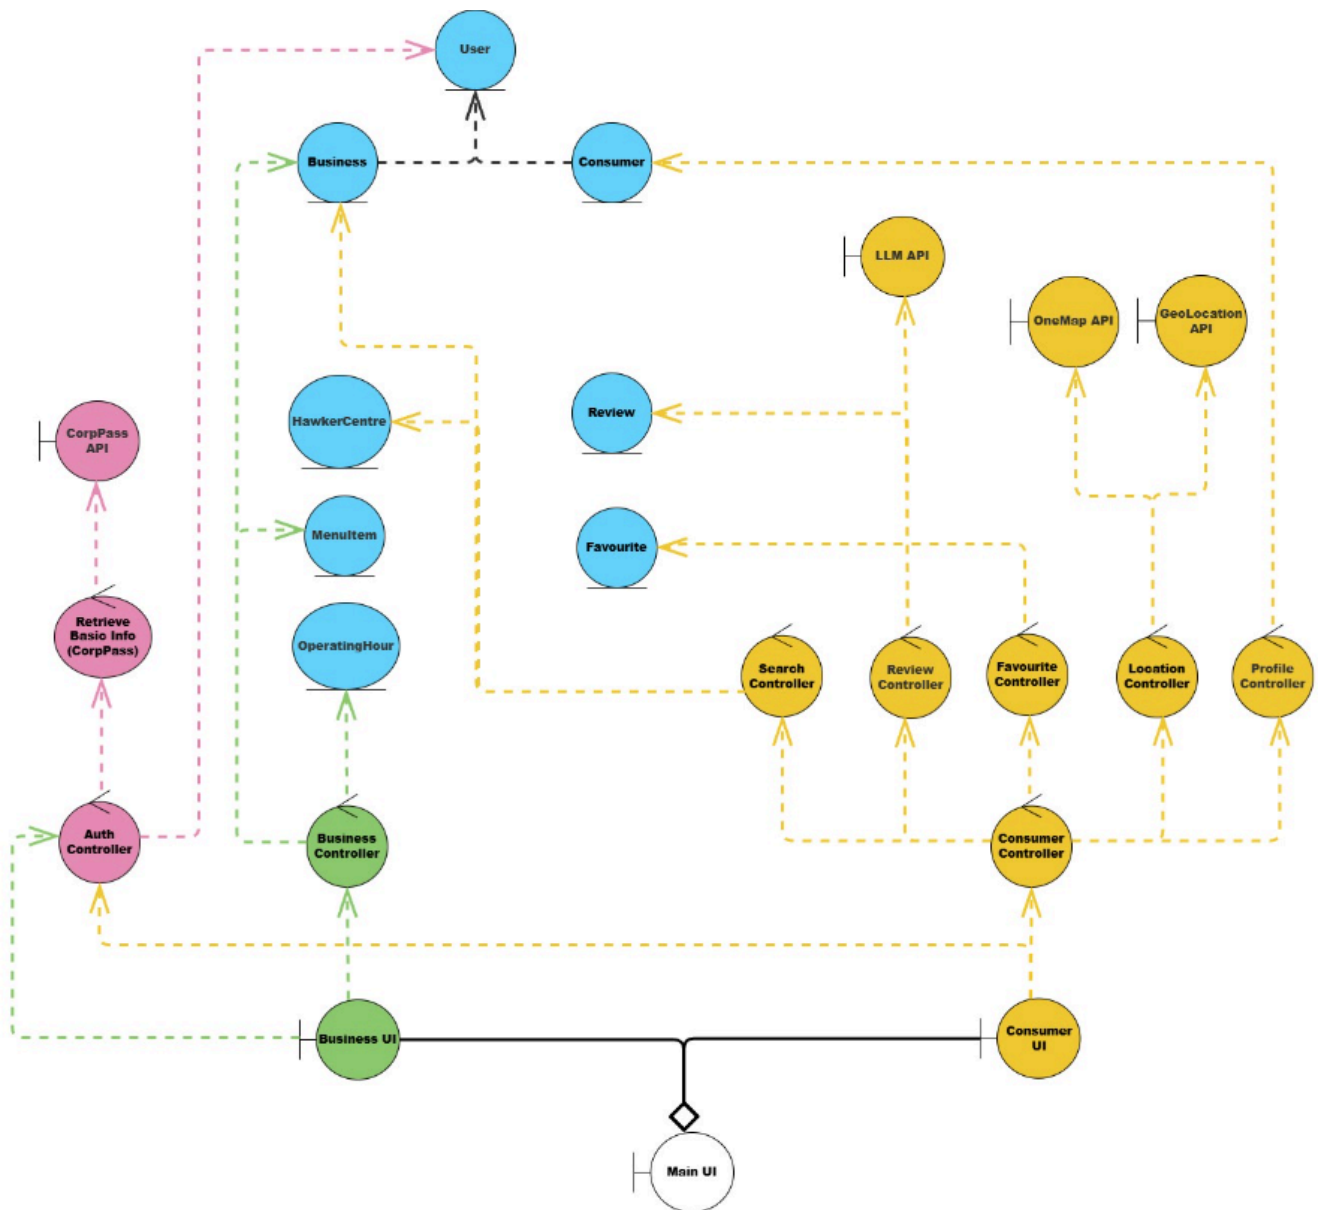 User
Business
Consumer
LLM API
OneMap API
GeoLocation
API
HawkerCentre
Review
CorpPass
API
MenuItem
Favourite
Retrieve
Basic Info
(CorpPass)
OperatingHour
Search
Controller
Review
Controller
Favourite
Controller
Location
Controller
Profile
Controller
Auth
Controller
Business
Controller
Consumer
Controller
Business UI
Consumer
UI
Main UI